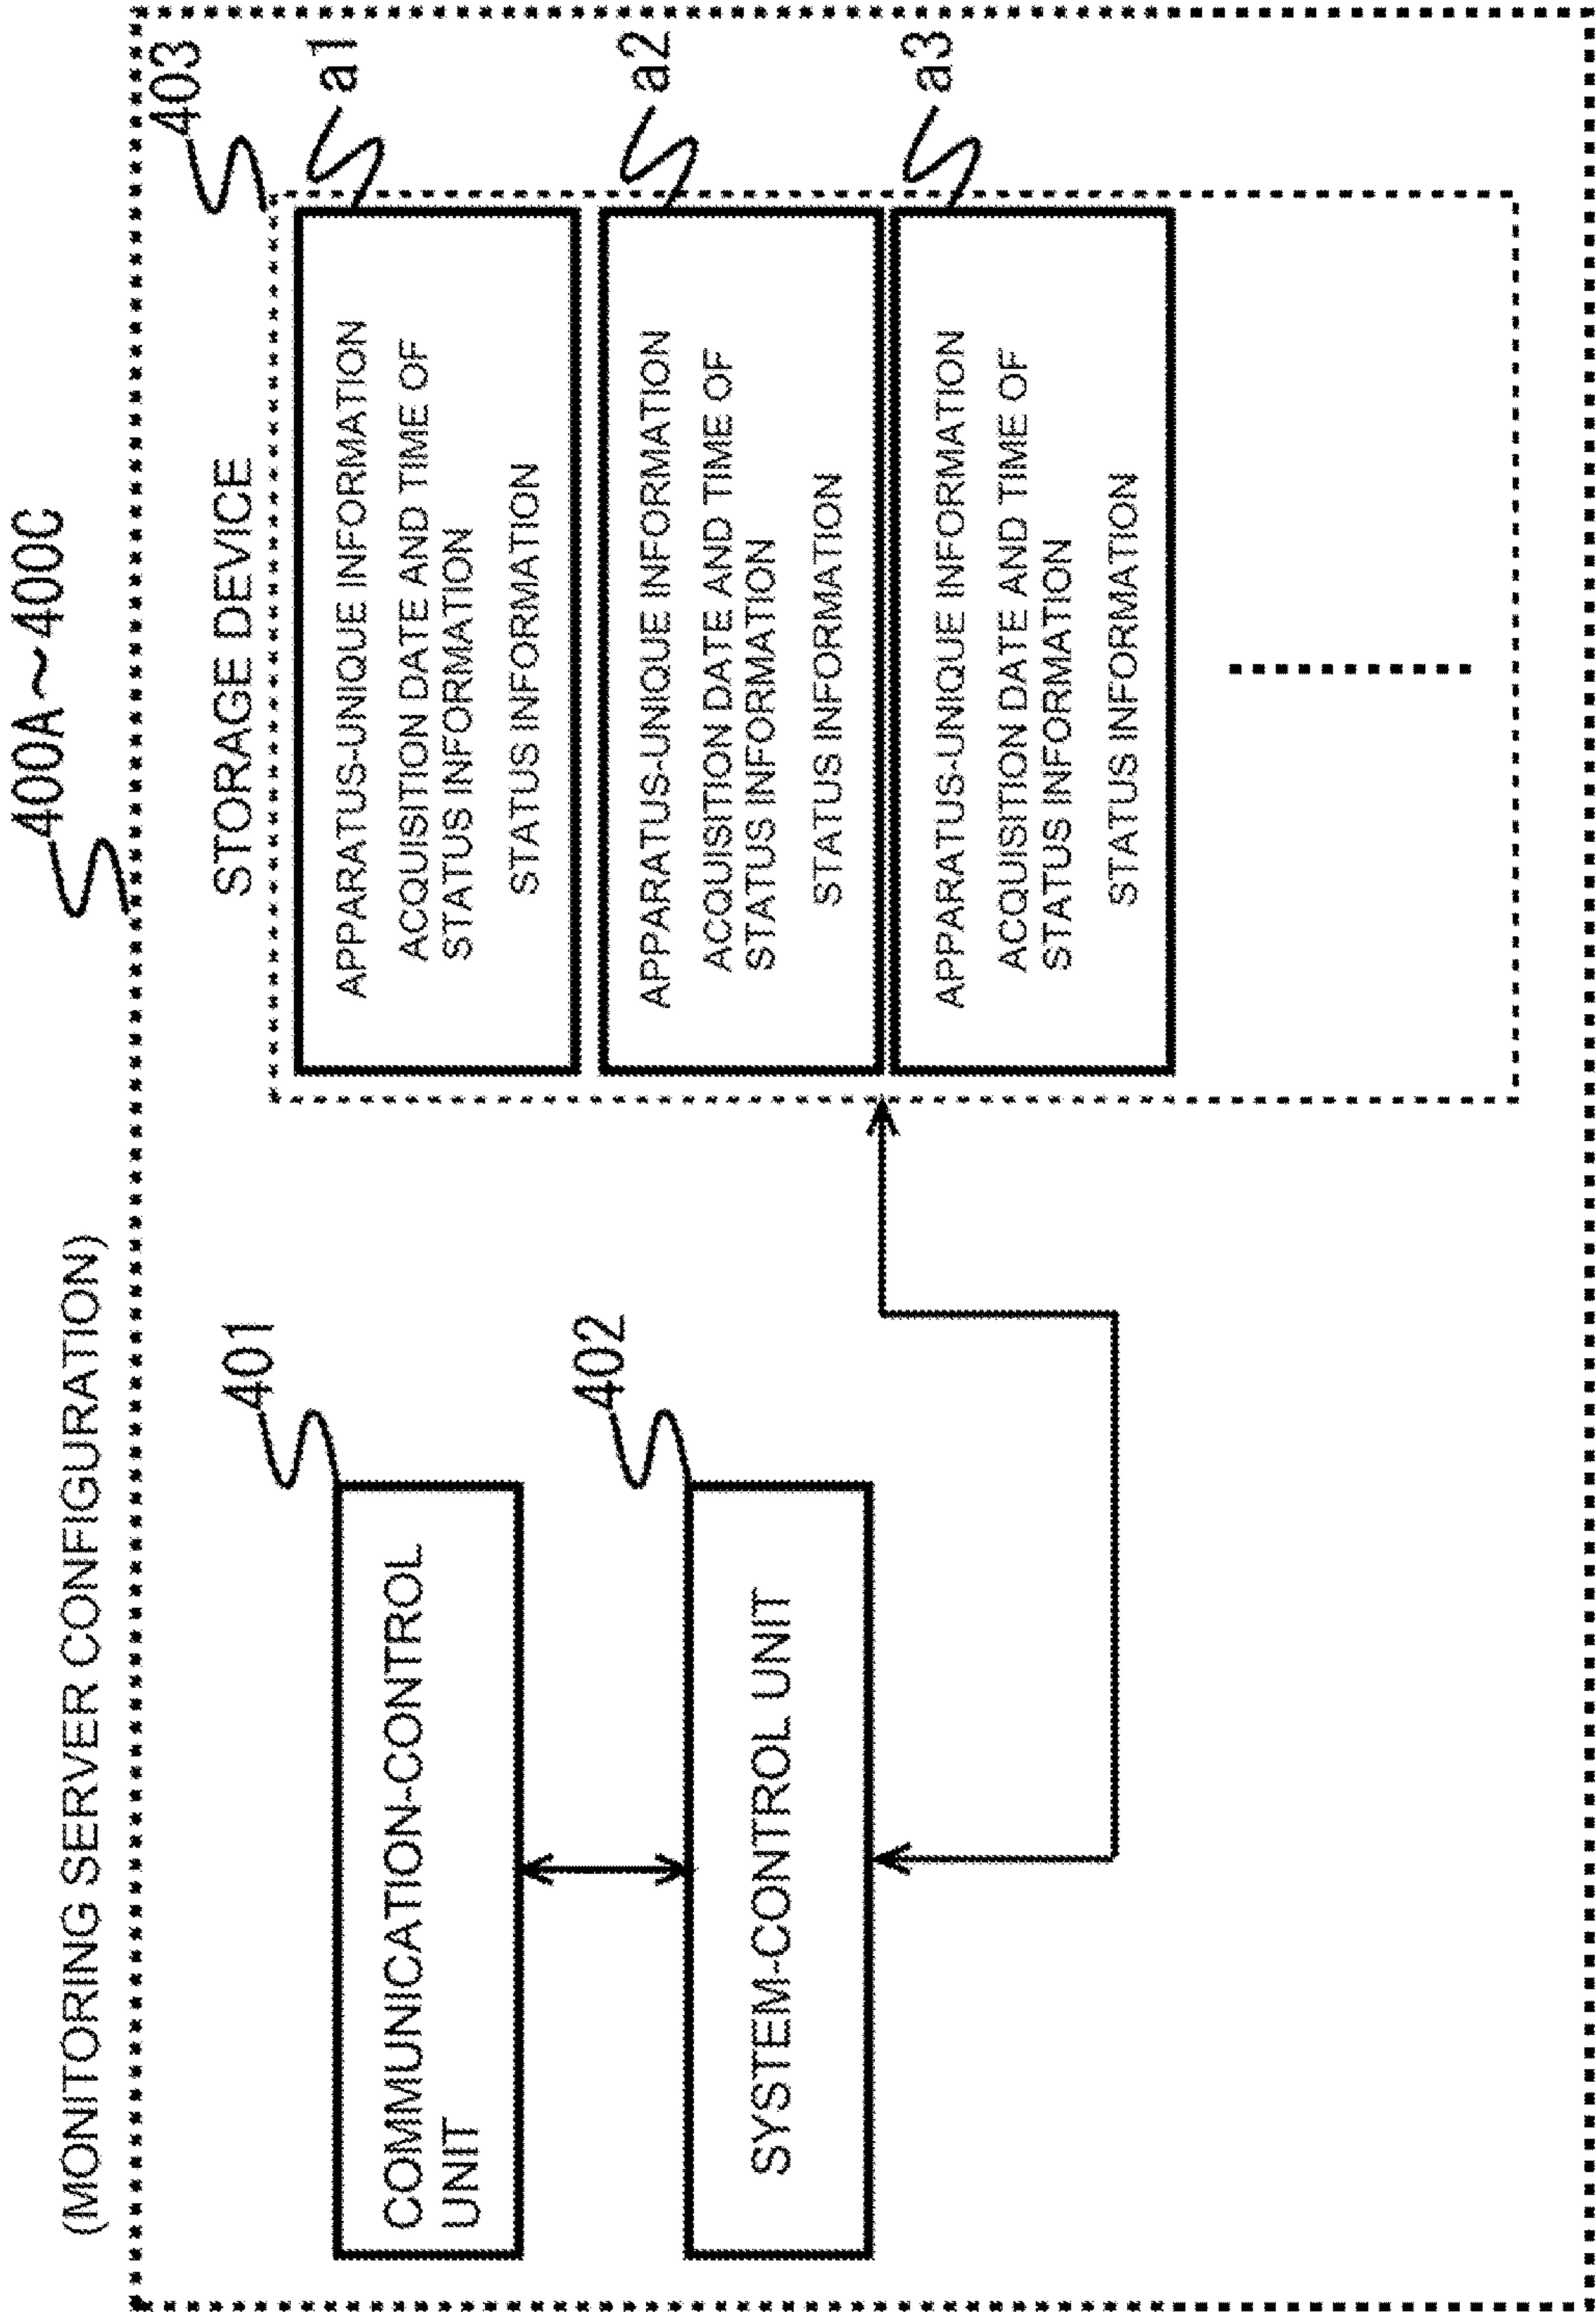 400A~400C
(MONITORING SERVER CONFIGURATION)
401
COMMUNICATION-CONTROL
UNIT
402
SYSTEM-CONTROL UNIT
403
STORAGE DEVICE
a1
APPARATUS-UNIQUE INFORMATION
ACQUISITION DATE AND TIME OF
STATUS INFORMATION
STATUS INFORMATION
a2
APPARATUS-UNIQUE INFORMATION
ACQUISITION DATE AND TIME OF
STATUS INFORMATION
STATUS INFORMATION
a3
APPARATUS-UNIQUE INFORMATION
ACQUISITION DATE AND TIME OF
STATUS INFORMATION
STATUS INFORMATION